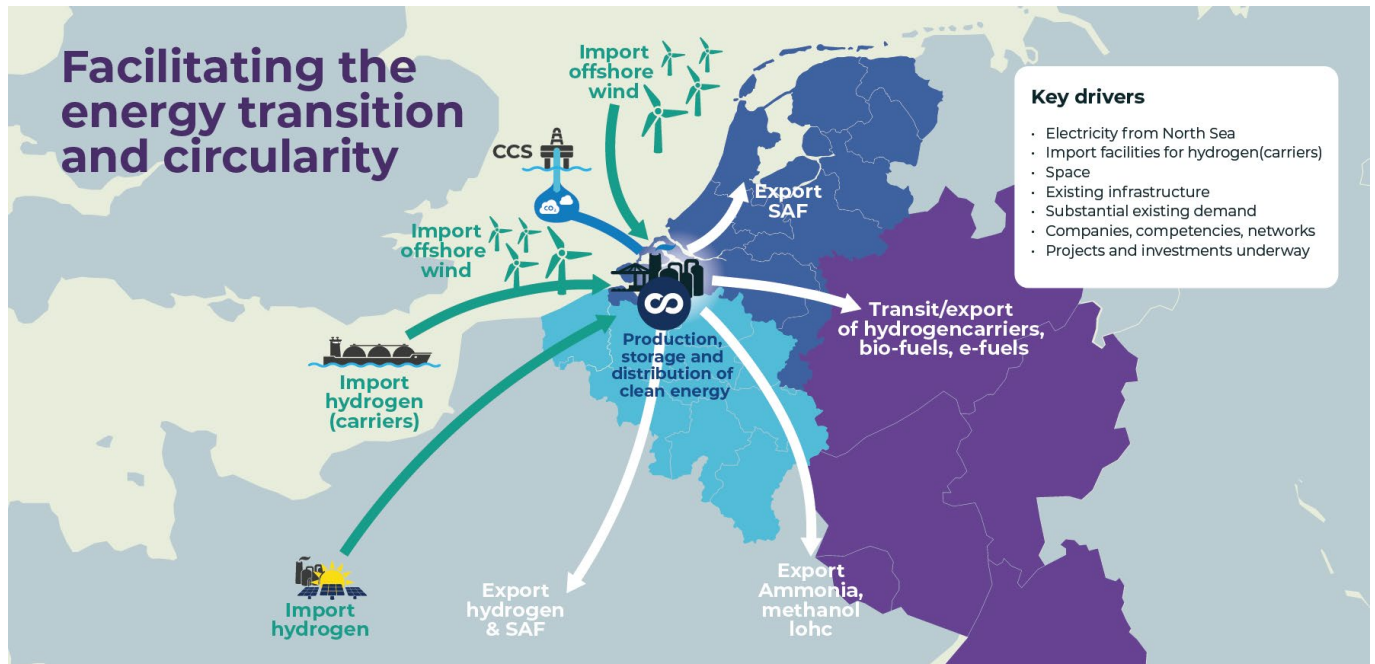 Facilitating the
energy transition
and circularity
Import
offshore
wind
CCS
CO₂
Import
offshore
wind
Export
SAF
Key drivers
· Electricity from North Sea
· Import facilities for hydrogen(carriers)
· Space
· Existing infrastructure
· Substantial existing demand
· Companies, competencies, networks
· Projects and investments underway
Transit/export
of hydrogencarriers,
bio-fuels, e-fuels
Production,
storage and
distribution of
clean energy
Import
hydrogen
(carriers)
Import
hydrogen
Export
hydrogen
& SAF
Export
Ammonia,
methanol
lohc